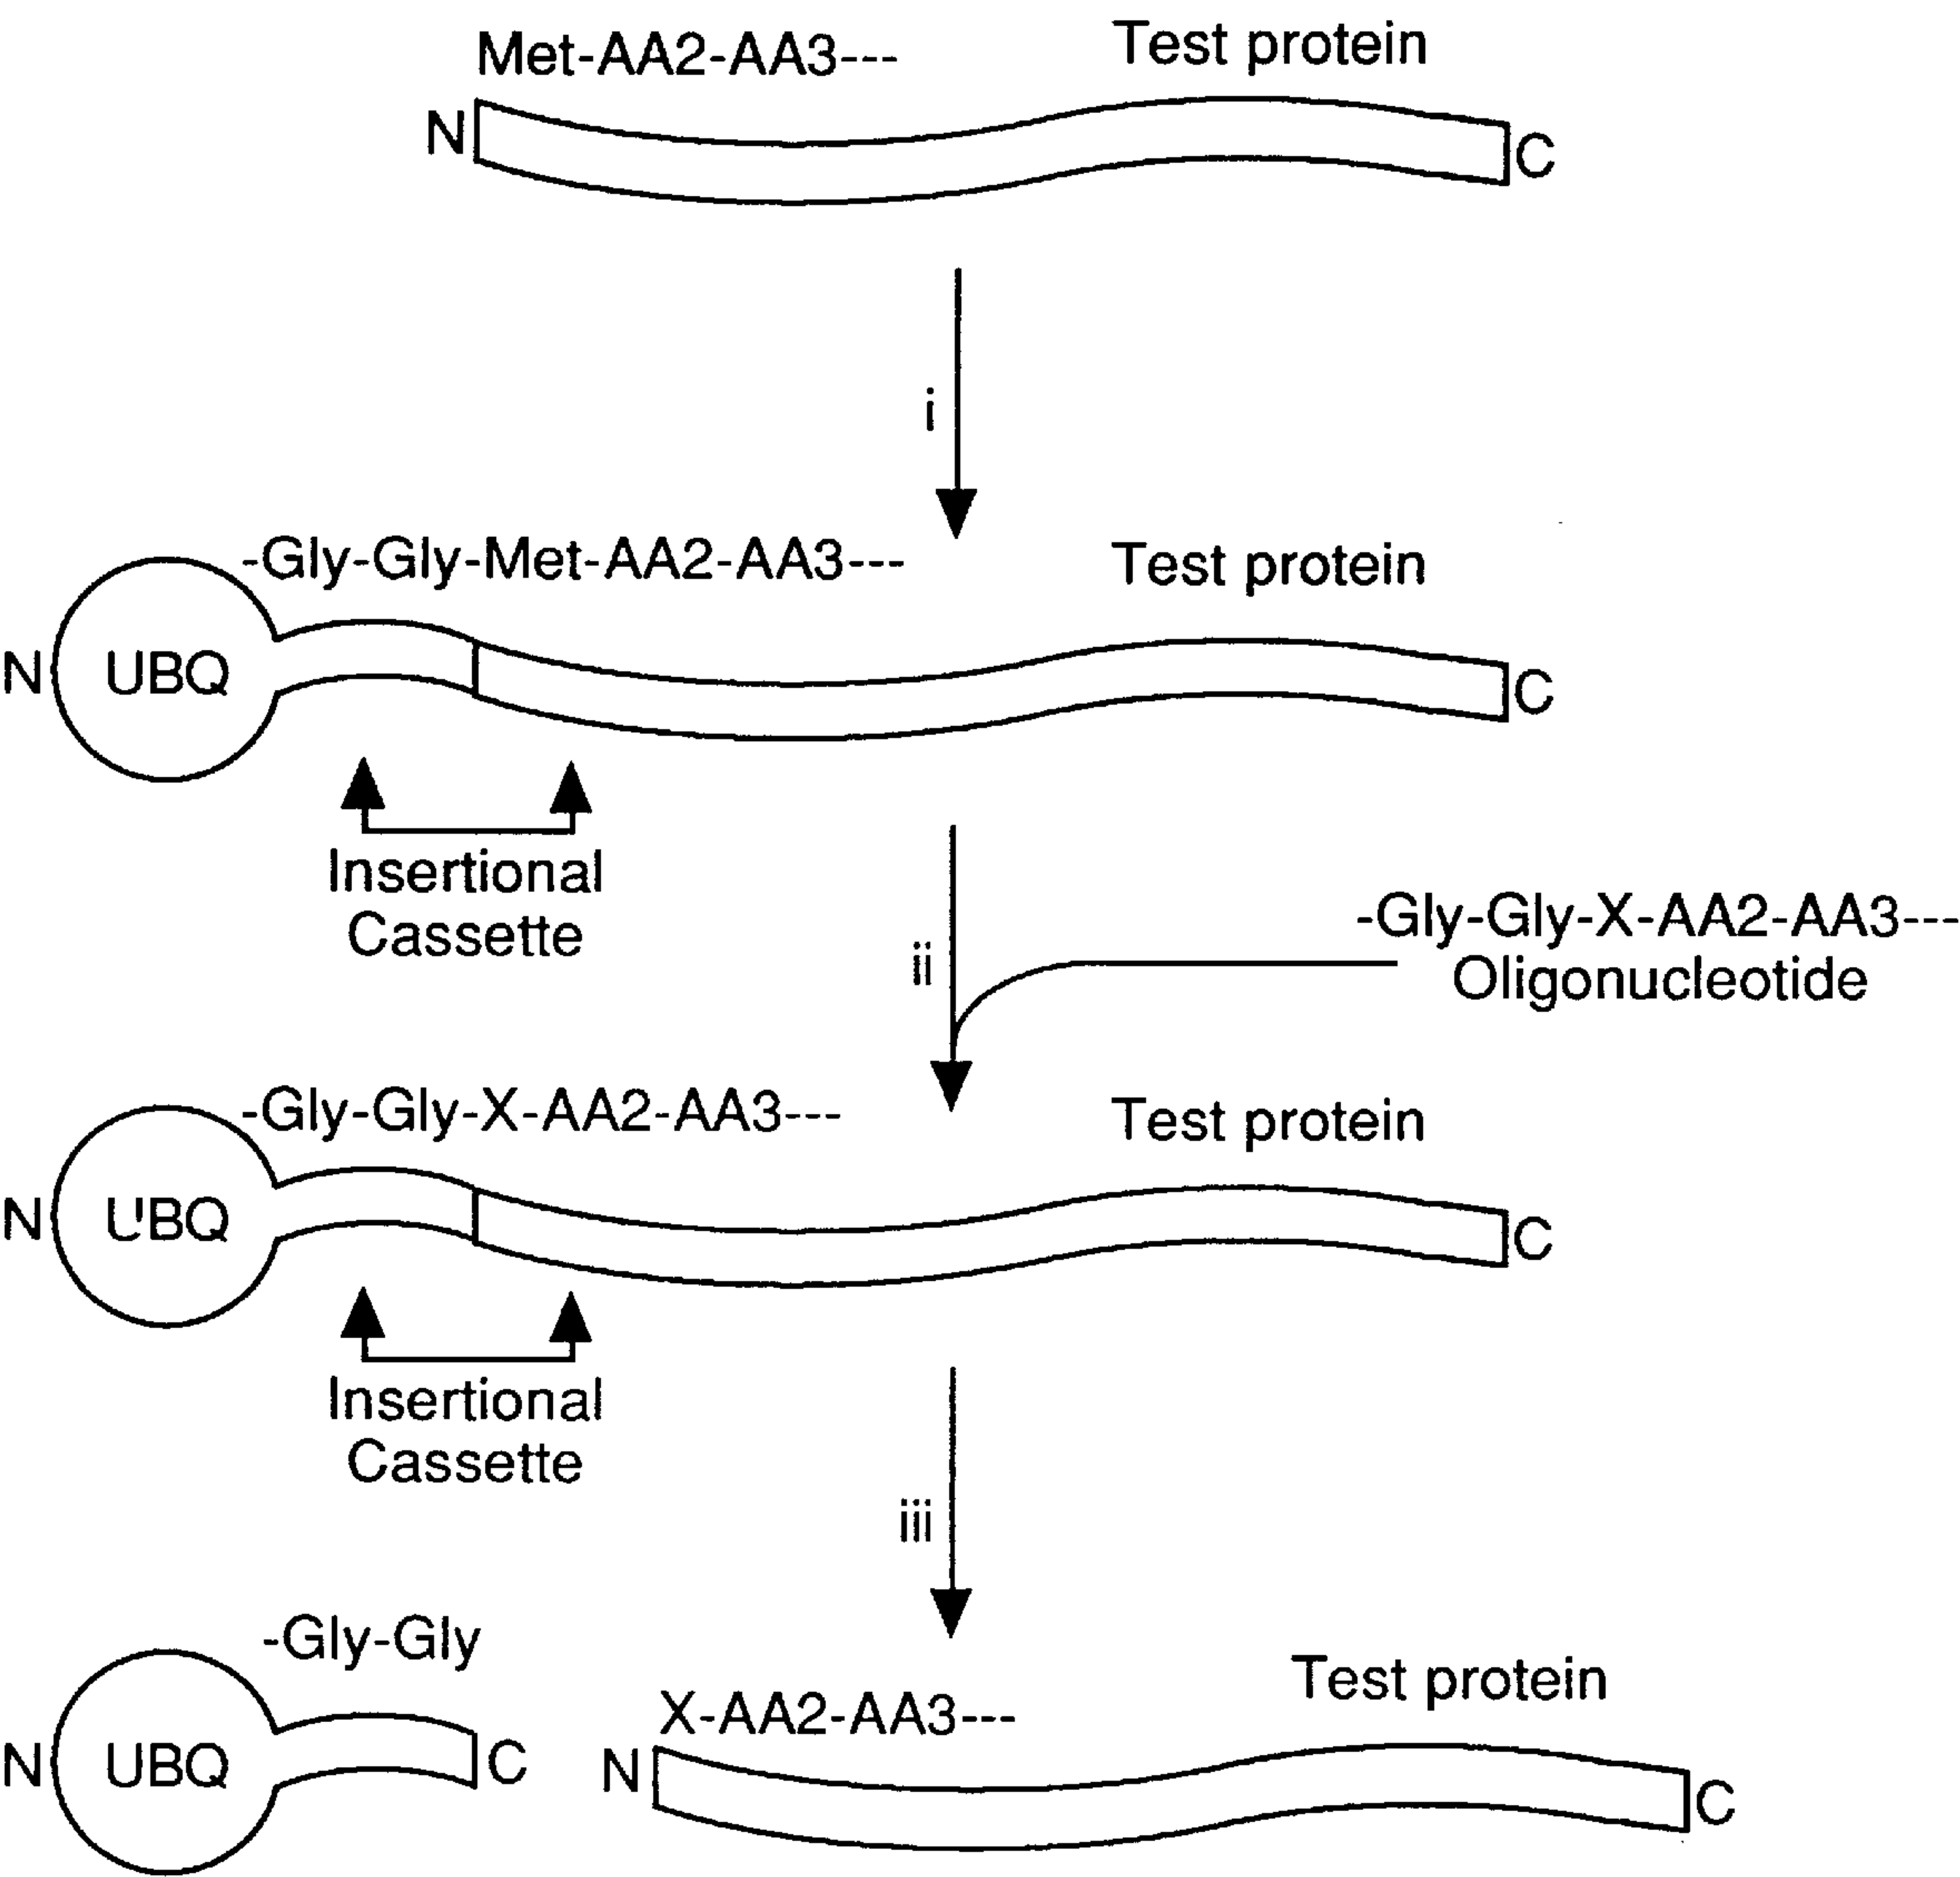 Met-AA2-AA3--- Test protein
N C
i
-Gly-Gly-Met-AA2-AA3--- Test protein
N UBQ C
Insertional
Cassette
-Gly-Gly-X-AA2-AA3---
Oligonucleotide
ii
-Gly-Gly-X-AA2-AA3--- Test protein
N UBQ C
Insertional
Cassette
iii
-Gly-Gly
X-AA2-AA3--- Test protein
N UBQ C N C